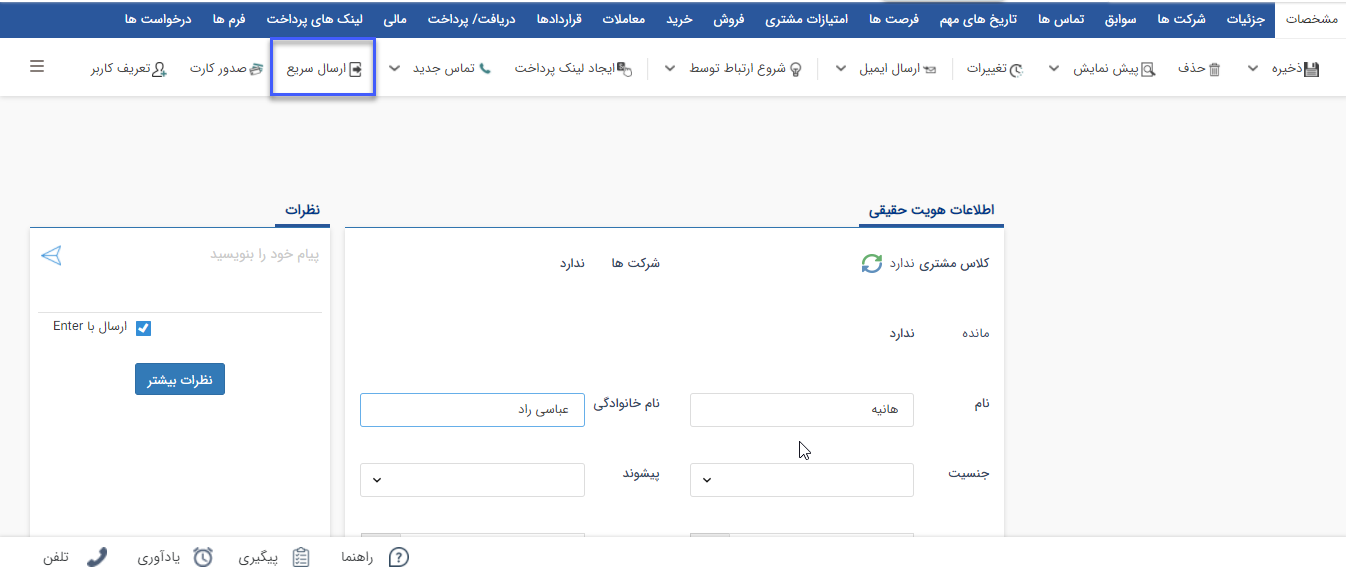 مشخصات جزئیات شرکت ها سوابق تماس ها تاریخ های مهم فرصت ها امتیازات مشتری فروش خرید معاملات قراردادها دریافت/ پرداخت مالی لینک های پرداخت فرم ها درخواست ها
ذخیره حذف پیش نمایش تغییرات ارسال ایمیل شروع ارتباط توسط ایجاد لینک پرداخت تماس جدید ارسال سریع صدور کارت تعریف کاربر
اطلاعات هویت حقیقی
کلاس مشتری ندارد شرکت ها ندارد
مانده ندارد
نام هانیه نام خانوادگی عباسی راد
جنسیت پیشوند
نظرات
پیام خود را بنویسید
ارسال با Enter
نظرات بیشتر
راهنما پیگیری یادآوری تلفن